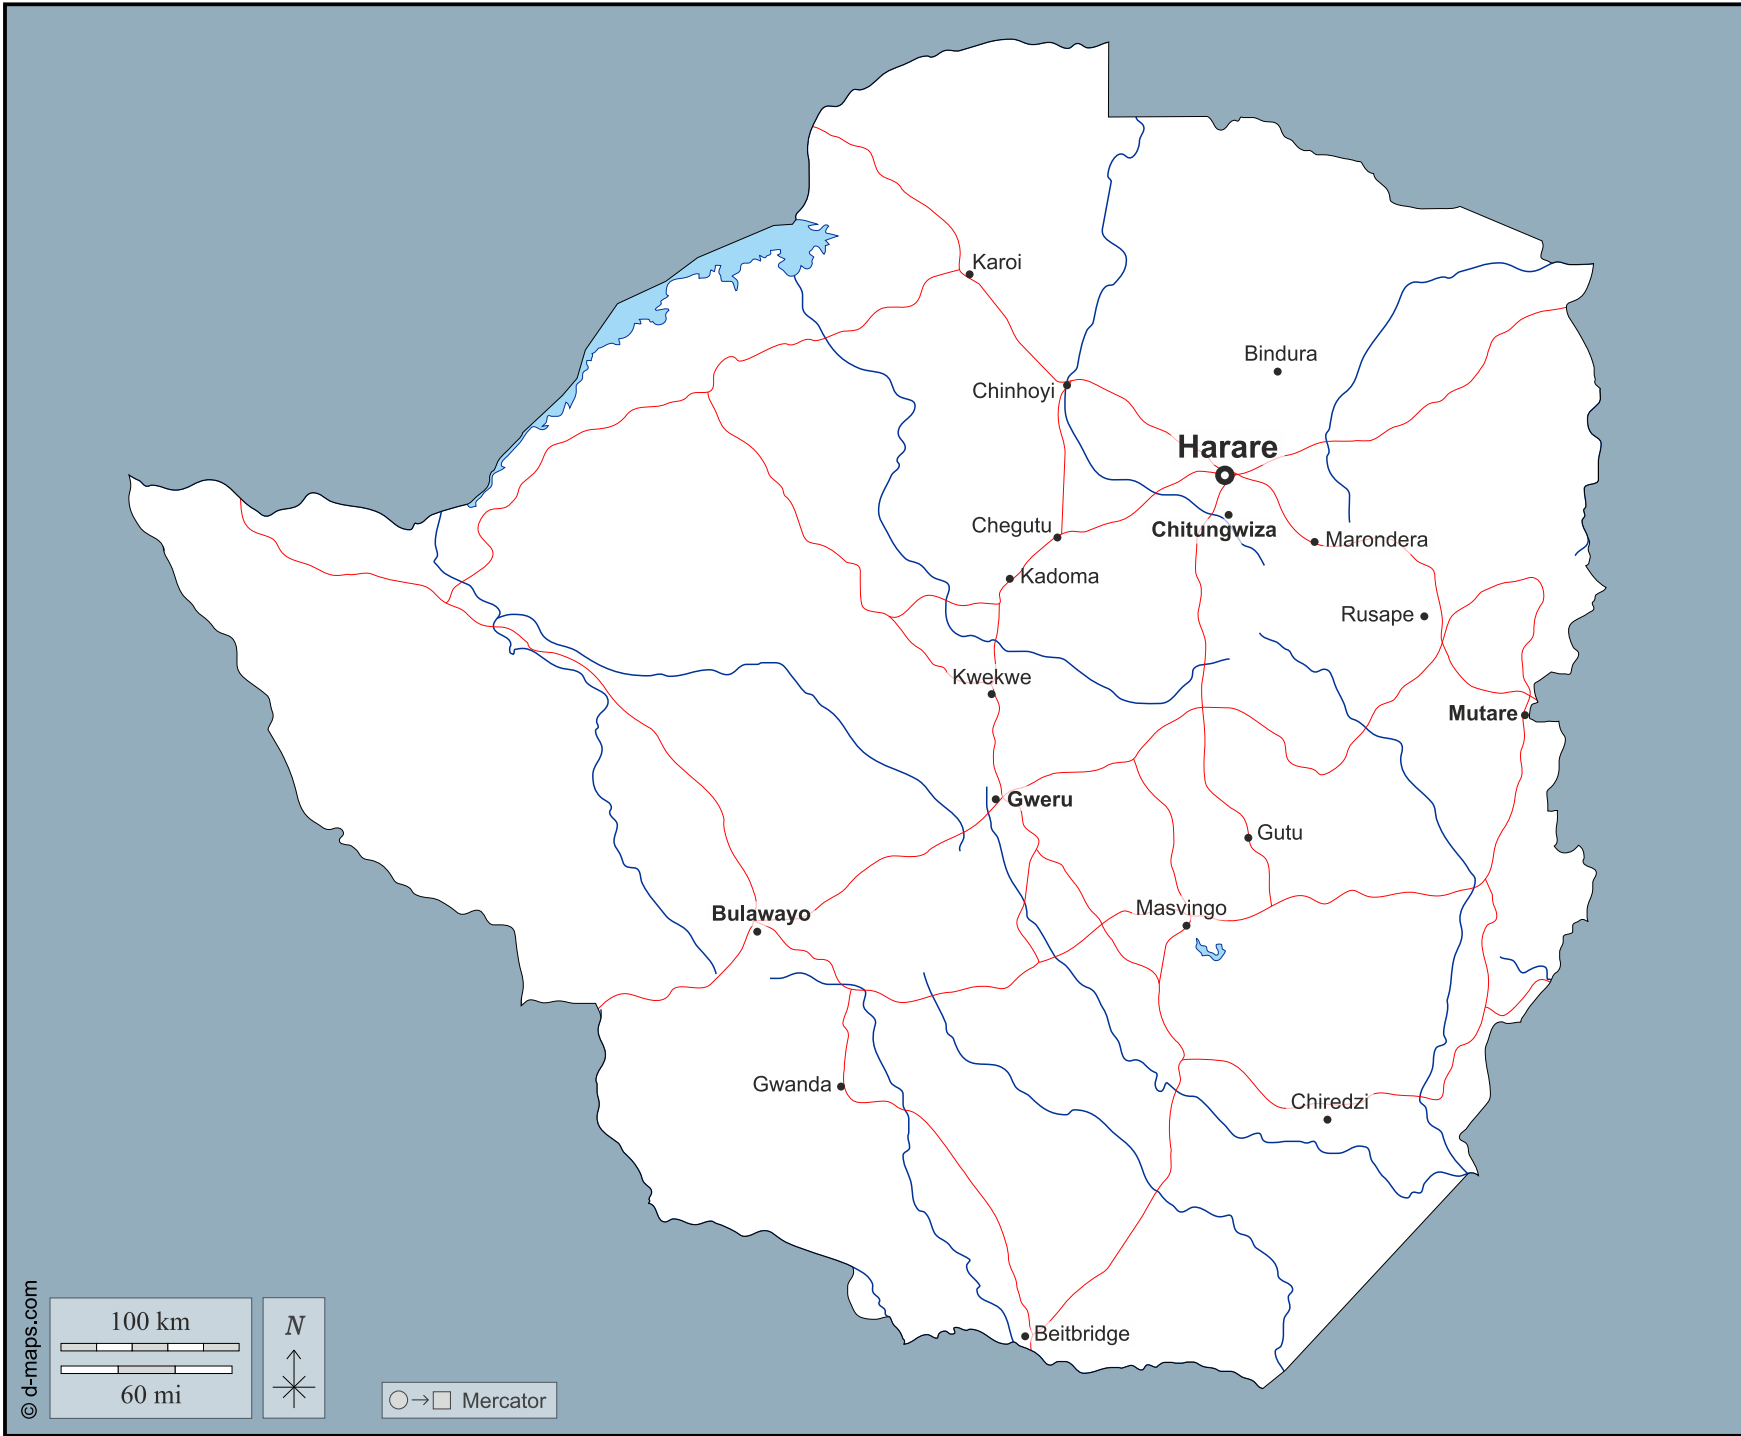 Karoi
Bindura
Chinhoyi
Harare
Chegutu
Chitungwiza
Marondera
Kadoma
Rusape
Kwekwe
Mutare
Gweru
Gutu
Bulawayo
Masvingo
Gwanda
Chiredzi
Beitbridge
© d-maps.com
100 km
60 mi
N
Mercator